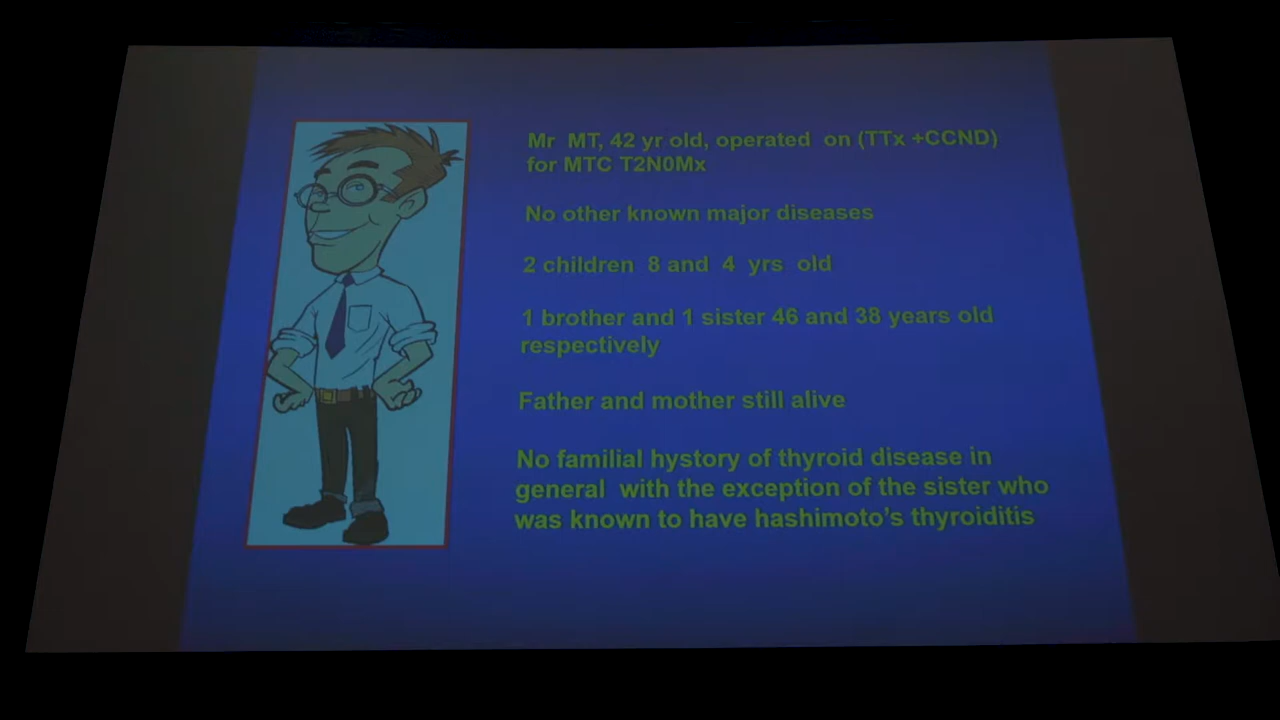 Mr MT, 42 yr old, operated on (TTx +CCND)
for MTC T2N0Mx
No other known major diseases
2 children 8 and 4 yrs old
1 brother and 1 sister 46 and 38 years old
respectively
Father and mother still alive
No familial hystory of thyroid disease in
general with the exception of the sister who
was known to have hashimoto's thyroiditis